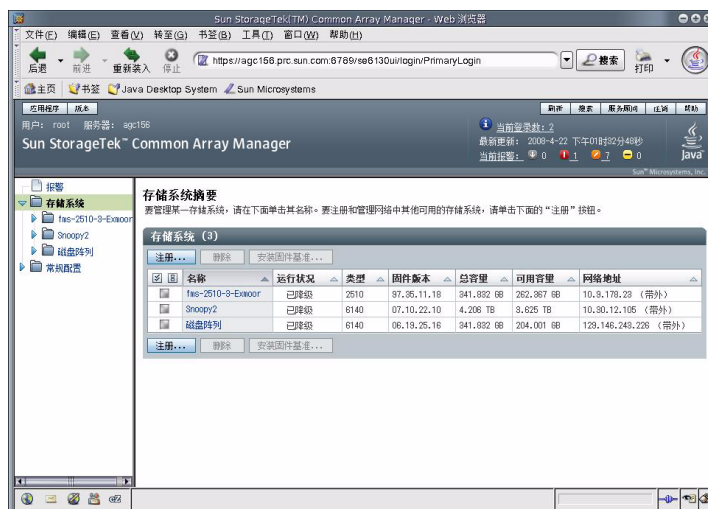 Sun StorageTek(TM) Common Array Manager - Web 浏览器
文件(F) 编辑(E) 查看(V) 转至(G) 书签(B) 工具(T) 窗口(W) 帮助(H)
后退 前进 重新装入 停止 https://agc156.prc.sun.com:6789/se6130ui/login/PrimaryLogin 搜索 打印
主页 书签 Java Desktop System Sun Microsystems
应用程序 版本 刷新 搜索 服务顾问 注销 帮助
用户: root 服务器: agc156
当前登录数: 2
Sun StorageTek™ Common Array Manager
最新更新: 2008-4-22 下午01时32分48秒
当前报警: 0 1 7 0
Java
Sun™ Microsystems, Inc.
报警
存储系统
fms-2510-3-Exmoor
Snoopy2
磁盘阵列
常规配置
存储系统摘要
要管理某一存储系统，请在下面单击其名称。要注册和管理网络中其他可用的存储系统，请单击下面的“注册”按钮。
存储系统 (3)
注册... 删除 安装固件基准...
名称 运行状况 类型 固件版本 总容量 可用容量 网络地址
fms-2510-3-Exmoor 已降级 2510 97.35.11.18 341.832 GB 262.367 GB 10.9.178.23 (带外)
Snoopy2 已降级 6140 07.10.22.10 4.206 TB 3.625 TB 10.30.12.105 (带外)
磁盘阵列 已降级 6140 06.19.25.16 341.832 GB 204.001 GB 129.146.243.226 (带外)
注册... 删除 安装固件基准...